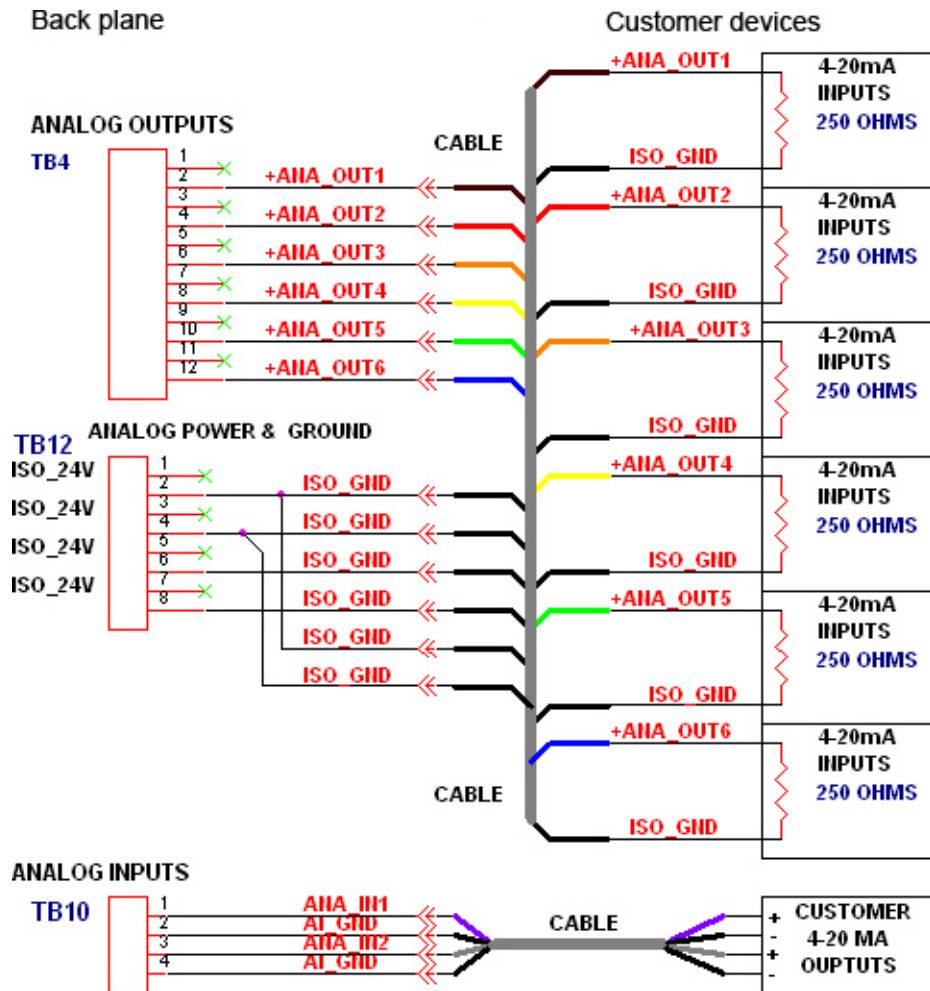 Back plane
Customer devices
ANALOG OUTPUTS
TB4
1
2
3
4
5
6
7
8
9
10
11
12
+ANA_OUT1
+ANA_OUT2
+ANA_OUT3
+ANA_OUT4
+ANA_OUT5
+ANA_OUT6
CABLE
TB12
ANALOG POWER & GROUND
ISO_24V
ISO_24V
ISO_24V
ISO_24V
1
2
3
4
5
6
7
8
ISO_GND
ISO_GND
ISO_GND
ISO_GND
ISO_GND
ISO_GND
CABLE
+ANA_OUT1
ISO_GND
4-20mA
INPUTS
250 OHMS
+ANA_OUT2
ISO_GND
4-20mA
INPUTS
250 OHMS
+ANA_OUT3
ISO_GND
4-20mA
INPUTS
250 OHMS
+ANA_OUT4
ISO_GND
4-20mA
INPUTS
250 OHMS
+ANA_OUT5
ISO_GND
4-20mA
INPUTS
250 OHMS
+ANA_OUT6
ISO_GND
4-20mA
INPUTS
250 OHMS
ANALOG INPUTS
TB10
1
2
3
4
ANA_IN1
AI_GND
ANA_IN2
AI_GND
CABLE
+
-
+
-
CUSTOMER
4-20 MA
OUPTUTS